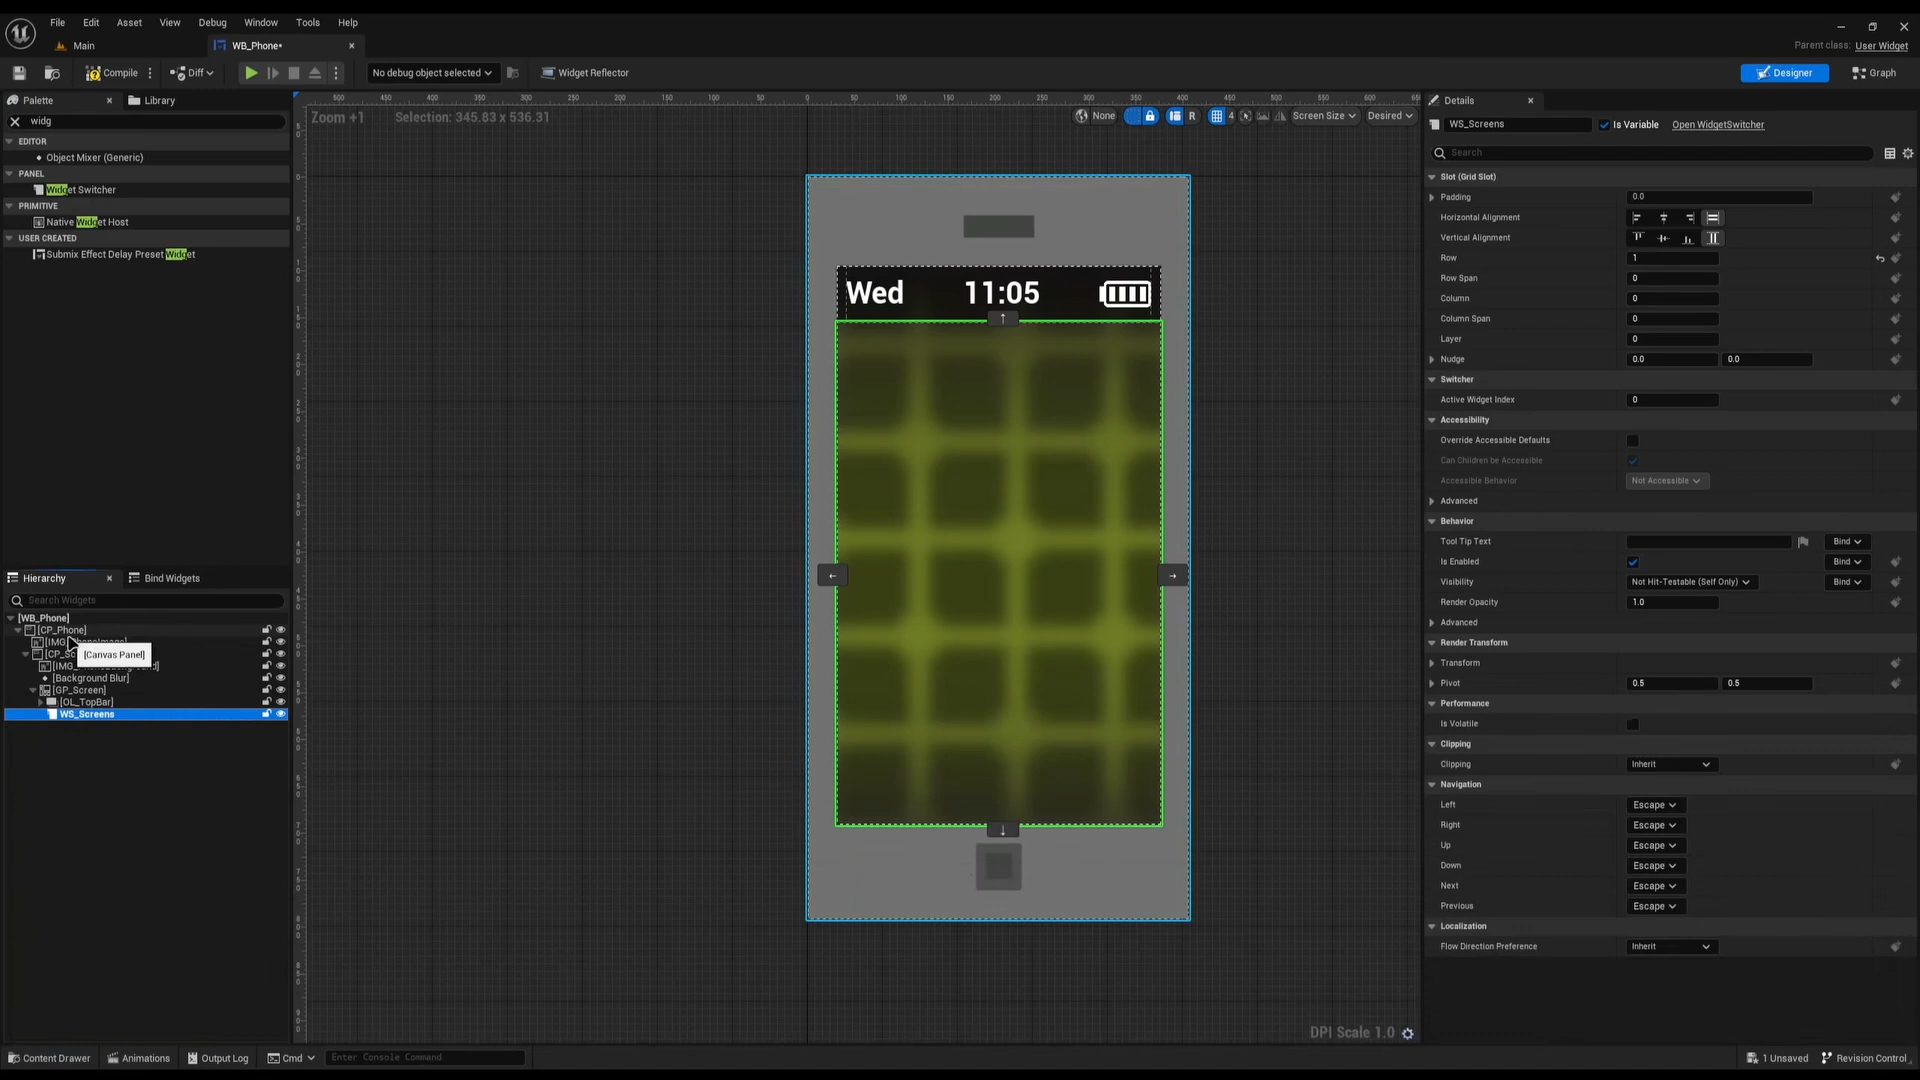 File Edit Asset View Debug Window Tools Help
Main
WB_Phone•
Parent class: User Widget
Compile
Diff
No debug object selected
Widget Reflector
Designer
Graph
Palette
Library
widg
EDITOR
Object Mixer (Generic)
PANEL
Widget Switcher
PRIMITIVE
Native Widget Host
USER CREATED
Submix Effect Delay Preset Widget
Hierarchy
Bind Widgets
Search Widgets
[WB_Phone]
[CP_Phone]
[Canvas Panel]
[Background Blur]
[GP_Screen]
[OL_TopBar]
WS_Screens
Zoom +1
Selection: 345.83 x 536.31
None
R
4
Screen Size
Desired
Wed 11:05
DPI Scale 1.0
Details
WS_Screens
Is Variable
Open WidgetSwitcher
Search
Slot (Grid Slot)
Padding 0.0
Horizontal Alignment
Vertical Alignment
Row 1
Row Span 0
Column 0
Column Span 0
Layer 0
Nudge 0.0 0.0
Switcher
Active Widget Index 0
Accessibility
Override Accessible Defaults
Can Children be Accessible
Accessible Behavior Not Accessible
Advanced
Behavior
Tool Tip Text Bind
Is Enabled Bind
Visibility Not Hit-Testable (Self Only) Bind
Render Opacity 1.0
Advanced
Render Transform
Transform
Pivot 0.5 0.5
Performance
Is Volatile
Clipping
Clipping Inherit
Navigation
Left Escape
Right Escape
Up Escape
Down Escape
Next Escape
Previous Escape
Localization
Flow Direction Preference Inherit
Content Drawer
Animations
Output Log
Cmd
Enter Console Command
1 Unsaved
Revision Control